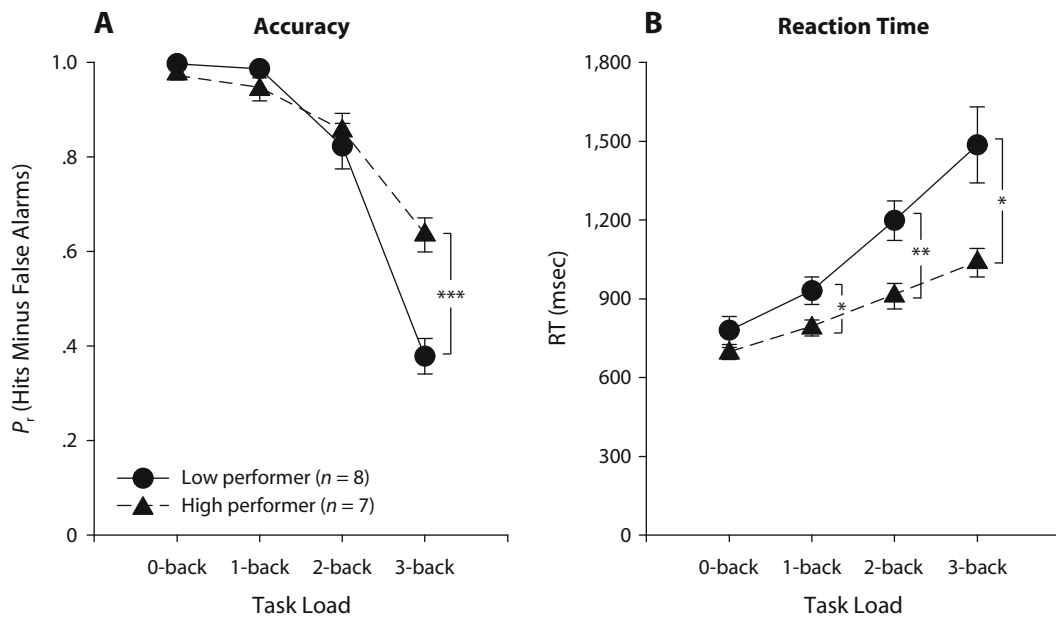 A Accuracy
P_r (Hits Minus False Alarms)
1.0
.8
.6
.4
.2
0
***
Low performer (n = 8)
High performer (n = 7)
0-back 1-back 2-back 3-back
Task Load
B Reaction Time
RT (msec)
1,800
1,500
1,200
900
600
300
0
*
**
*
0-back 1-back 2-back 3-back
Task Load